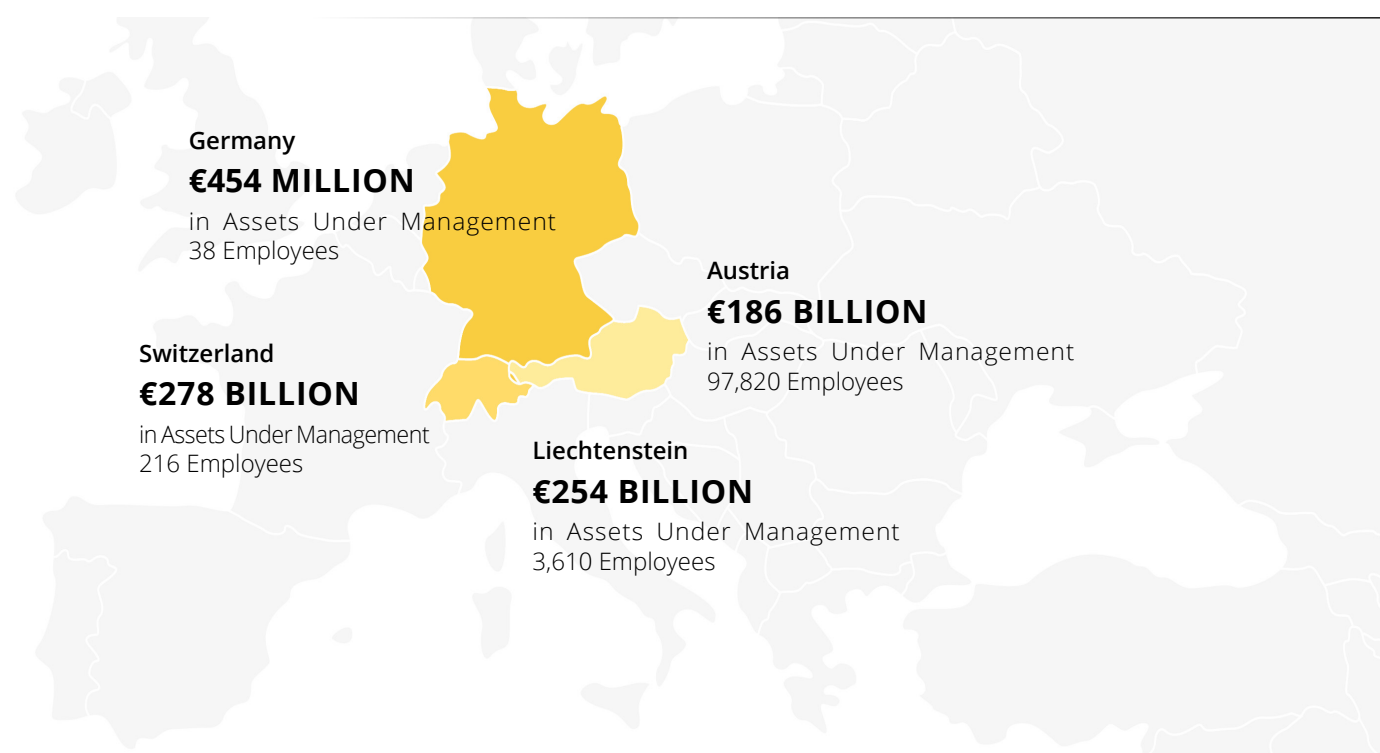 Germany
€454 MILLION
in Assets Under Management
38 Employees
Austria
€186 BILLION
in Assets Under Management
97,820 Employees
Switzerland
€278 BILLION
in Assets Under Management
216 Employees
Liechtenstein
€254 BILLION
in Assets Under Management
3,610 Employees